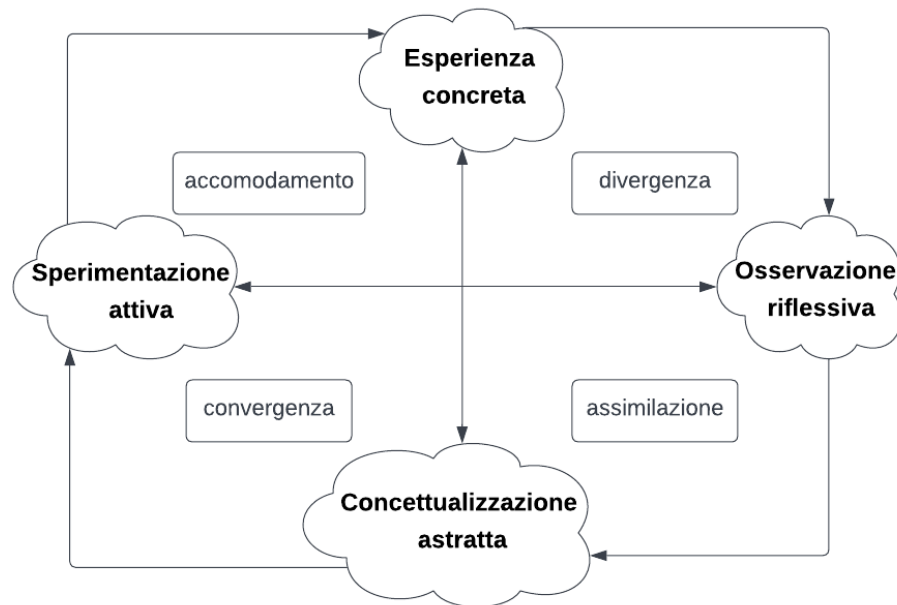 Esperienza
concreta
accomodamento
divergenza
Sperimentazione
attiva
Osservazione
riflessiva
convergenza
assimilazione
Concettualizzazione
astratta